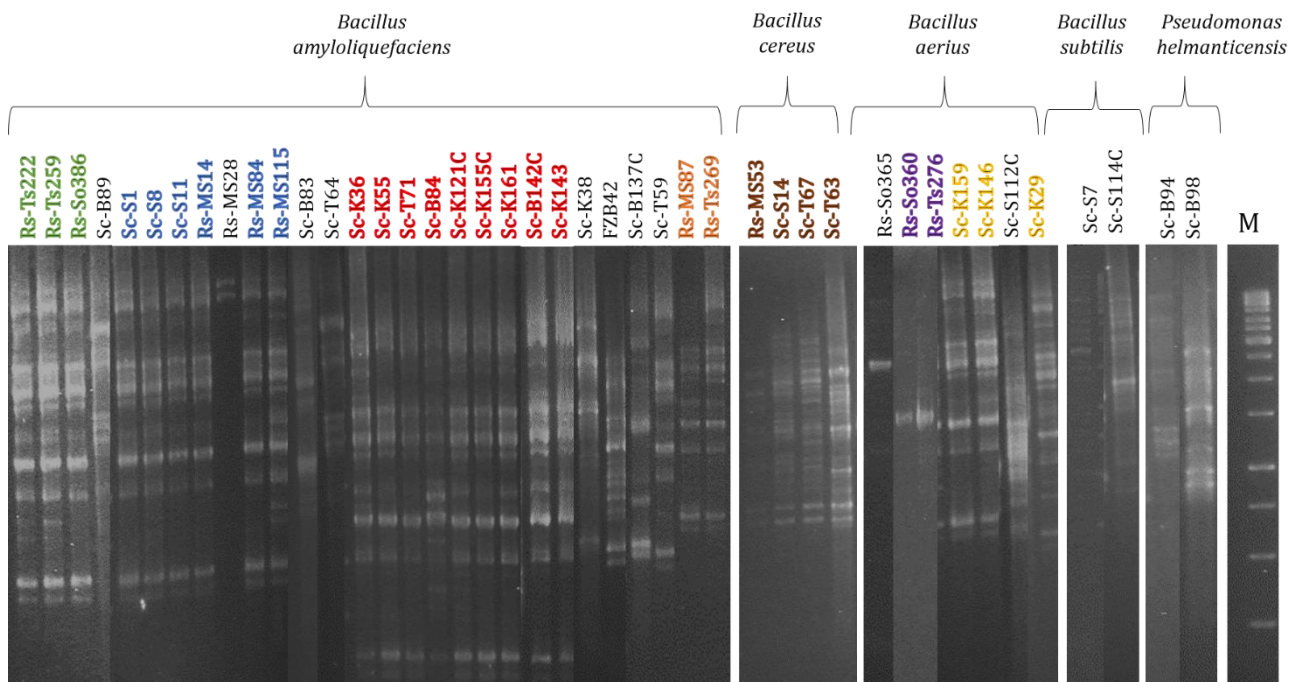 Bacillus
amyloliquefaciens
Bacillus
cereus
Bacillus
aerius
Bacillus
subtilis
Pseudomonas
helmanticensis
Rs-Ts222
Rs-Ts259
Rs-So386
Sc-B89
Sc-S1
Sc-S8
Sc-S11
Rs-MS14
Rs-MS28
Rs-MS84
Rs-MS115
Sc-B83
Sc-T64
Sc-K36
Sc-K55
Sc-T71
Sc-B84
Sc-K121C
Sc-K155C
Sc-K161
Sc-B142C
Sc-K143
Sc-K38
FZB42
Sc-B137C
Sc-T59
Rs-MS87
Rs-Ts269
Rs-MS53
Sc-S14
Sc-T67
Sc-T63
Rs-So365
Rs-So360
Rs-Ts276
Sc-K159
Sc-K146
Sc-S112C
Sc-K29
Sc-S7
Sc-S114C
Sc-B94
Sc-B98
M